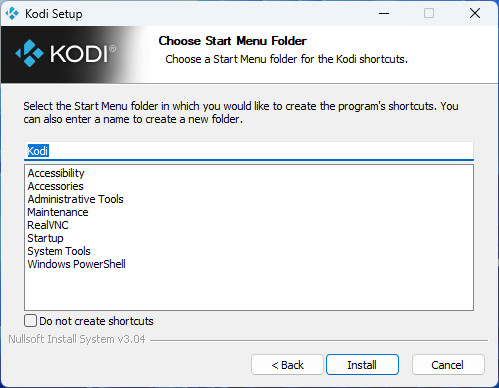 Kodi Setup
KODI®
Choose Start Menu Folder
Choose a Start Menu folder for the Kodi shortcuts.
Select the Start Menu folder in which you would like to create the program's shortcuts. You
can also enter a name to create a new folder.
Kodi
Accessibility
Accessories
Administrative Tools
Maintenance
RealVNC
Startup
System Tools
Windows PowerShell
Do not create shortcuts
Nullsoft Install System v3.04
< Back
Install
Cancel